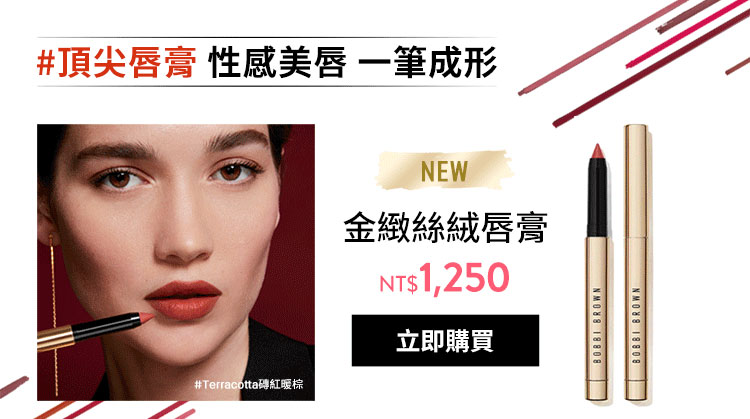 #頂尖唇膏 性感美唇 一筆成形
NEW
金緻絲絨唇膏
NT$1,250
立即購買
#Terracotta磚紅暖棕
BOBBI BROWN
BOBBI BROWN